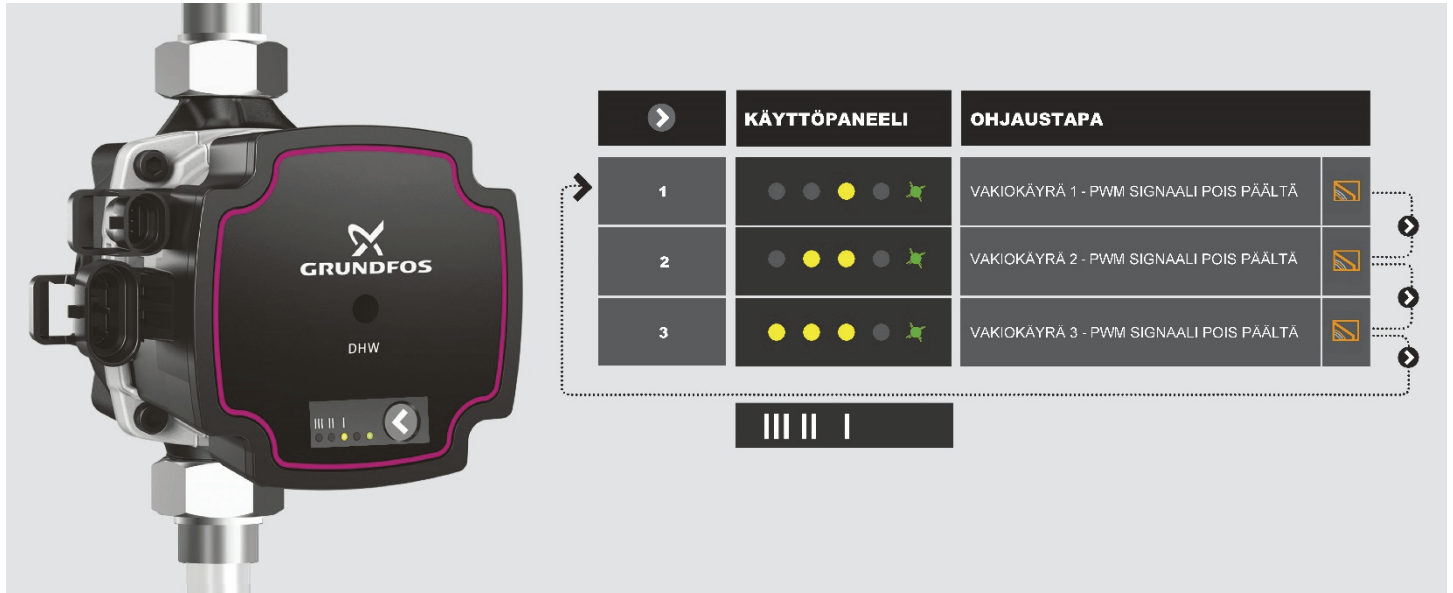 GRUNDFOS
DHW
III II I
KÄYTTÖPANEELI
OHJAUSTAPA
1
VAKIOKÄYRÄ 1 - PWM SIGNAALI POIS PÄÄLTÄ
2
VAKIOKÄYRÄ 2 - PWM SIGNAALI POIS PÄÄLTÄ
3
VAKIOKÄYRÄ 3 - PWM SIGNAALI POIS PÄÄLTÄ
III II I